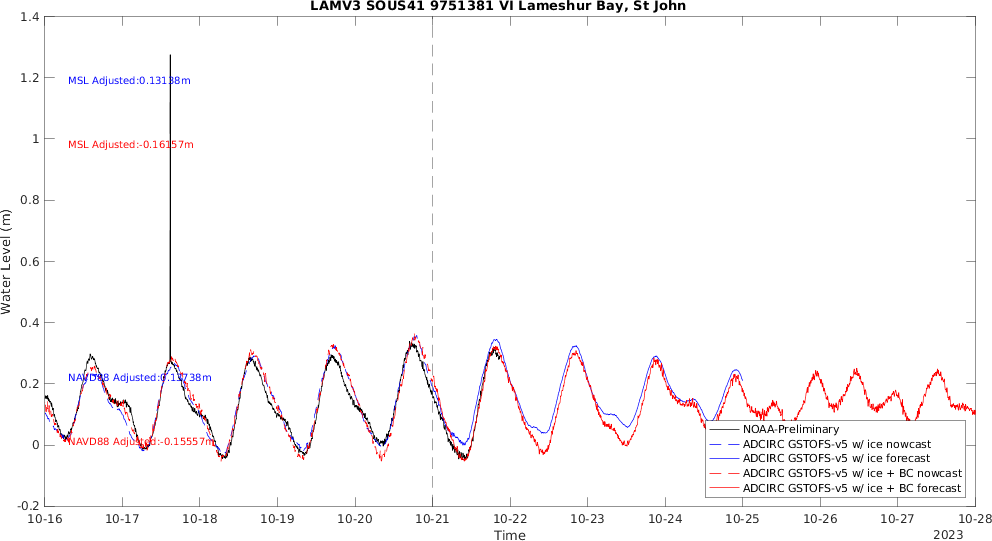 LAMV3 SOUS41 9751381 VI Lameshur Bay, St John
1.4
1.2
1
0.8
0.6
0.4
0.2
0
-0.2
Water Level (m)
MSL Adjusted:0.13138m
MSL Adjusted:-0.16157m
NAVD88 Adjusted:0.13738m
NAVD88 Adjusted:-0.15557m
NOAA-Preliminary
ADCIRC GSTOFS-v5 w/ ice nowcast
ADCIRC GSTOFS-v5 w/ ice forecast
ADCIRC GSTOFS-v5 w/ ice + BC nowcast
ADCIRC GSTOFS-v5 w/ ice + BC forecast
10-16 10-17 10-18 10-19 10-20 10-21 10-22 10-23 10-24 10-25 10-26 10-27 10-28
Time
2023